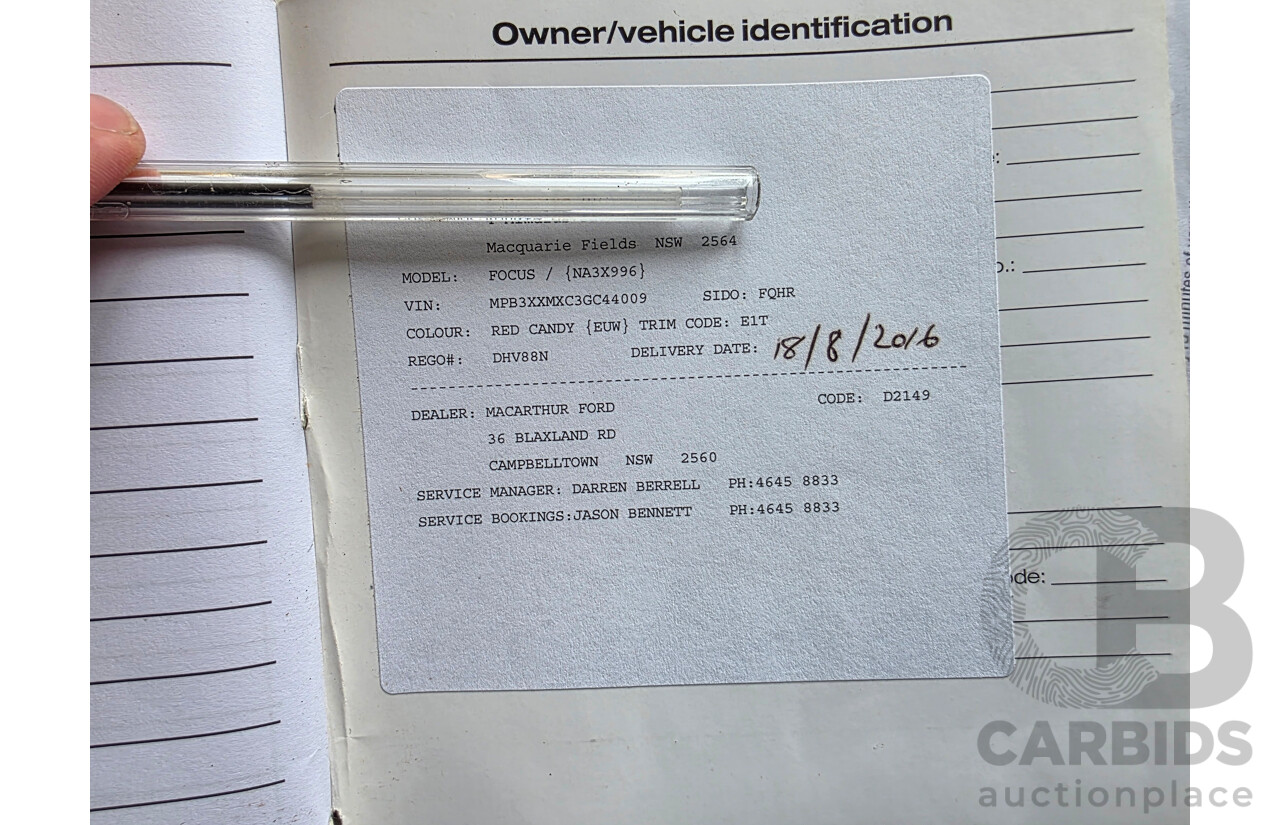 Owner/vehicle identification
Macquarie Fields NSW 2564
MODEL: FOCUS / {NA3X996}
VIN: MPB3XXMXC3GC44009 SIDO: FQHR
COLOUR: RED CANDY {EUW} TRIM CODE: E1T
REGO#: DHV88N DELIVERY DATE: 18/8/2016
DEALER: MACARTHUR FORD CODE: D2149
36 BLAXLAND RD
CAMPBELLTOWN NSW 2560
SERVICE MANAGER: DARREN BERRELL PH:4645 8833
SERVICE BOOKINGS:JASON BENNETT PH:4645 8833
CB
CARBIDS
auctionplace